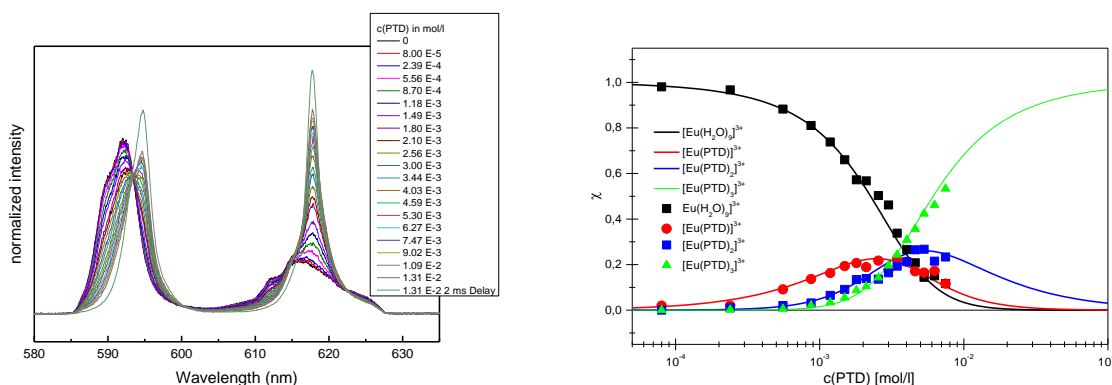 c(PTD) in mol/l
0
8.00 E-5
2.39 E-4
5.56 E-4
8.70 E-4
1.18 E-3
1.49 E-3
1.80 E-3
2.10 E-3
2.56 E-3
3.00 E-3
3.44 E-3
4.03 E-3
4.59 E-3
5.30 E-3
6.27 E-3
7.47 E-3
9.02 E-3
1.09 E-2
1.31 E-2
1.31 E-2 2 ms Delay
normalized intensity
580 590 600 610 620 630
Wavelength (nm)
1,0
0,8
0,6
0,4
0,2
0,0
χ
[Eu(H₂O)₉]³⁺
[Eu(PTD)]³⁺
[Eu(PTD)₂]³⁺
[Eu(PTD)₃]³⁺
Eu(H₂O)₉]³⁺
[Eu(PTD)]³⁺
[Eu(PTD)₂]³⁺
[Eu(PTD)₃]³⁺
10⁻⁴ 10⁻³ 10⁻² 10
c(PTD) [mol/l]